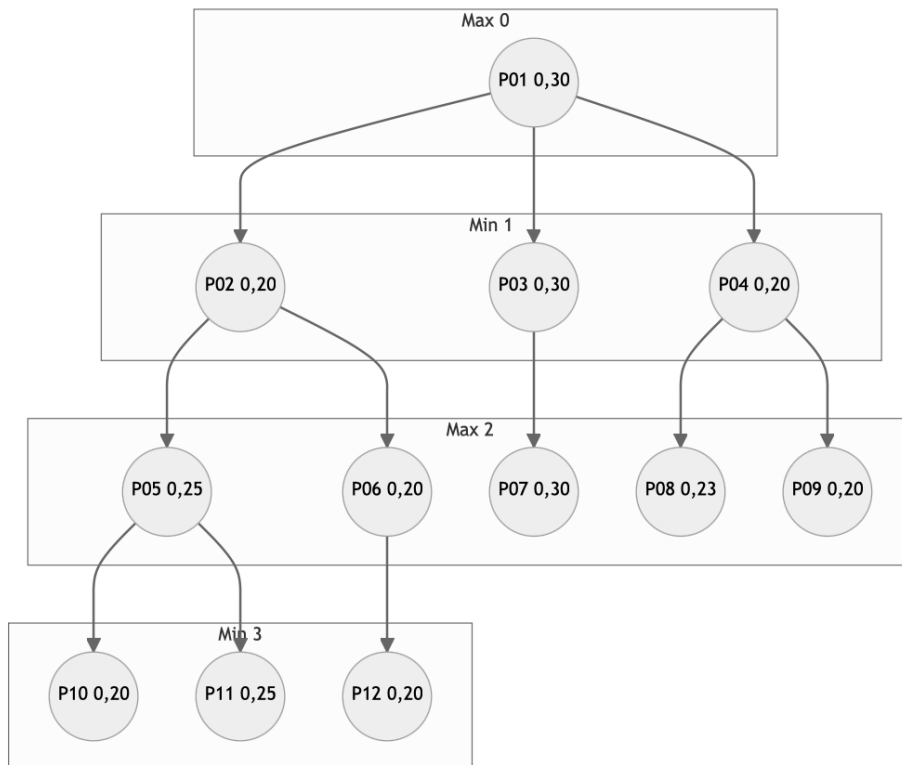 Max 0
P01 0,30
Min 1
P02 0,20
P03 0,30
P04 0,20
Max 2
P05 0,25
P06 0,20
P07 0,30
P08 0,23
P09 0,20
Min 3
P10 0,20
P11 0,25
P12 0,20